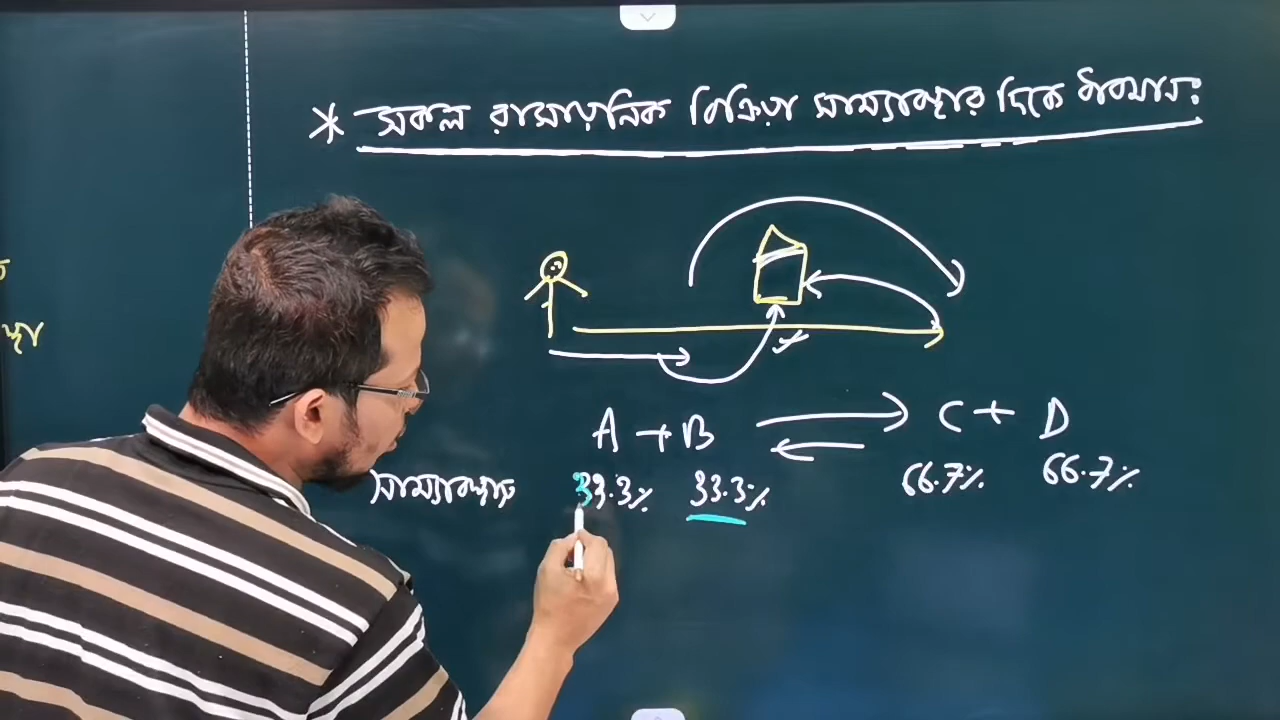 * সকল রাসায়নিক বিক্রিয়া সাম্যাবস্থার দিকে ধাবমান:
A + B ⇌ C + D
সাম্যাবস্থায় 33.3% 33.3% 66.7% 66.7%